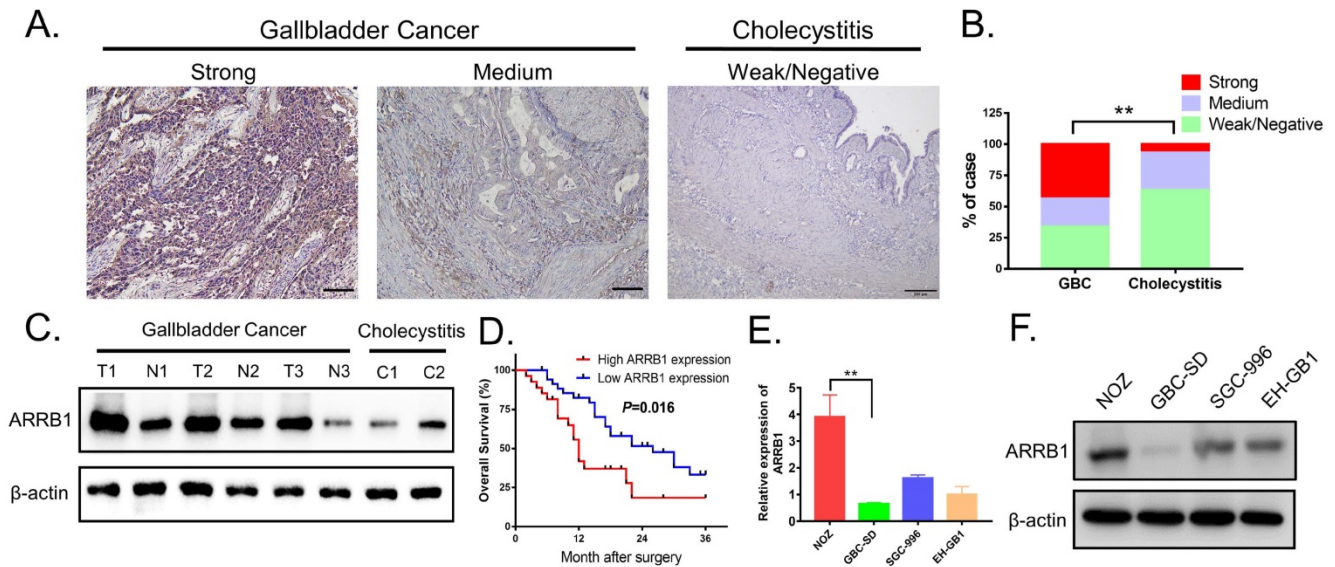 A.
Gallbladder Cancer
Cholecystitis
Strong
Medium
Weak/Negative
B.
Strong
Medium
Weak/Negative
125
100
75
50
25
0
% of case
**
GBC
Cholecystitis
C.
Gallbladder Cancer
Cholecystitis
T1 N1 T2 N2 T3 N3 C1 C2
ARRB1
β-actin
D.
High ARRB1 expression
Low ARRB1 expression
P=0.016
Overall Survival (%)
100
75
50
25
0
0 12 24 36
Month after surgery
E.
Relative expression of
ARRB1
5
4
3
2
1
0
**
NOZ
GBC-SD
SGC-996
EH-GB1
F.
NOZ
GBC-SD
SGC-996
EH-GB1
ARRB1
β-actin